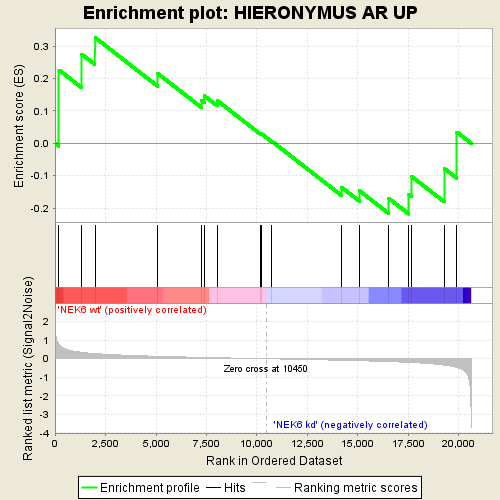 Enrichment plot: HIERONYMUS AR UP
Enrichment score (ES)
0.3
0.2
0.1
0.0
-0.1
-0.2
'NEK6 wt' (positively correlated)
Ranked list metric (Signal2Noise)
2
1
0
-1
-2
-3
-4
Zero cross at 10450
'NEK6 kd' (negatively correlated)
0 2,500 5,000 7,500 10,000 12,500 15,000 17,500 20,000
Rank in Ordered Dataset
Enrichment profile Hits Ranking metric scores